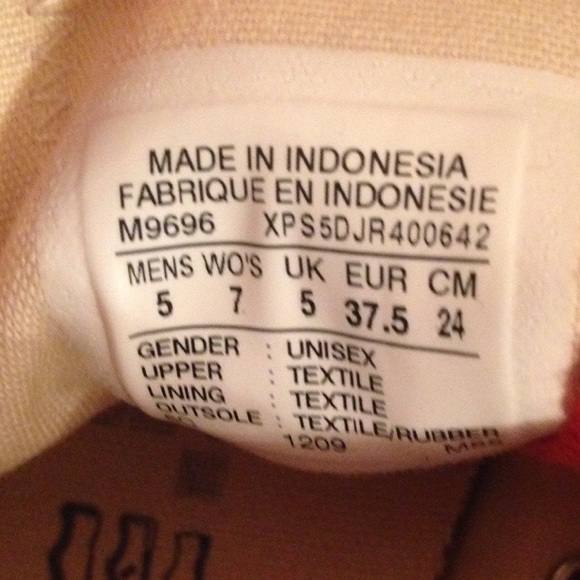 MADE IN INDONESIA
FABRIQUE EN INDONESIE
M9696 XPS5DJR400642
MENS WO'S UK EUR CM
5 7 5 37.5 24
GENDER : UNISEX
UPPER : TEXTILE
LINING : TEXTILE
OUTSOLE : TEXTILE/RUBBER
1209